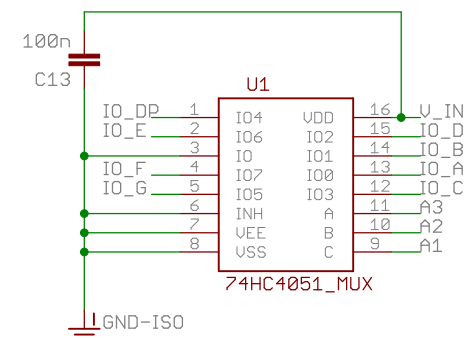 100n
C13
U1
IO_DP 1 IO4 VDD 16 V_IN
IO_E 2 IO6 IO2 15 IO_D
3 IO IO1 14 IO_B
IO_F 4 IO7 IO0 13 IO_A
IO_G 5 IO5 IO3 12 IO_C
6 INH A 11 A3
7 VEE B 10 A2
8 VSS C 9 A1
74HC4051_MUX
GND-ISO